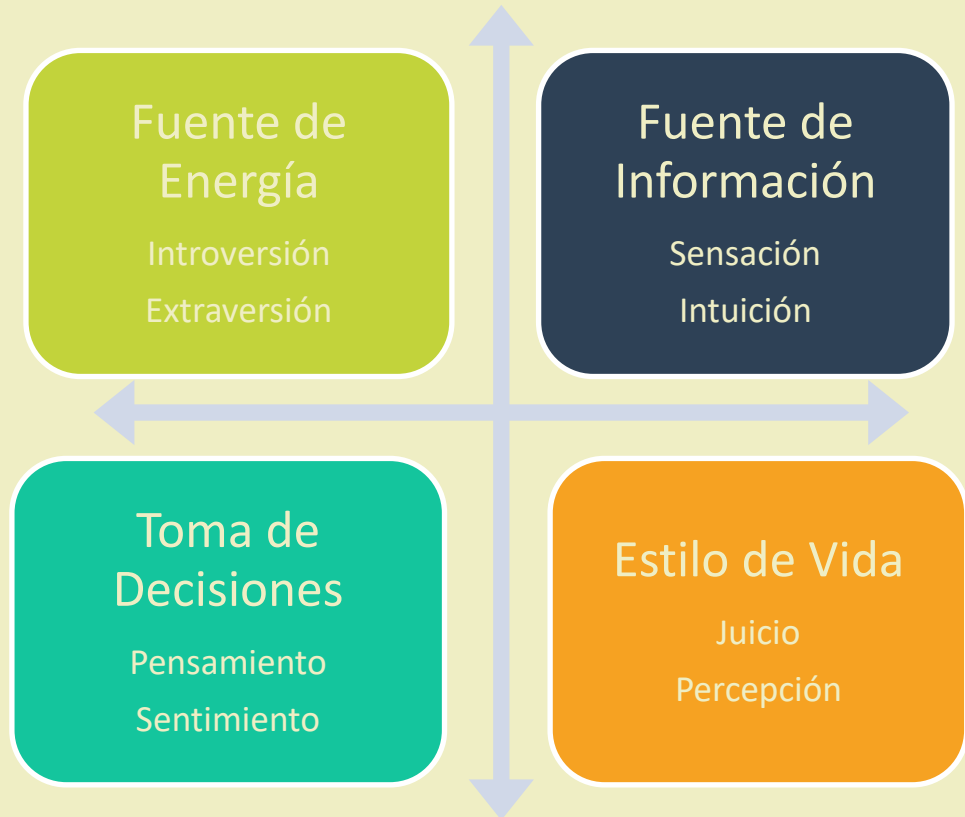 Fuente de
Energía
Introversión
Extraversión
Fuente de
Información
Sensación
Intuición
Toma de
Decisiones
Pensamiento
Sentimiento
Estilo de Vida
Juicio
Percepción